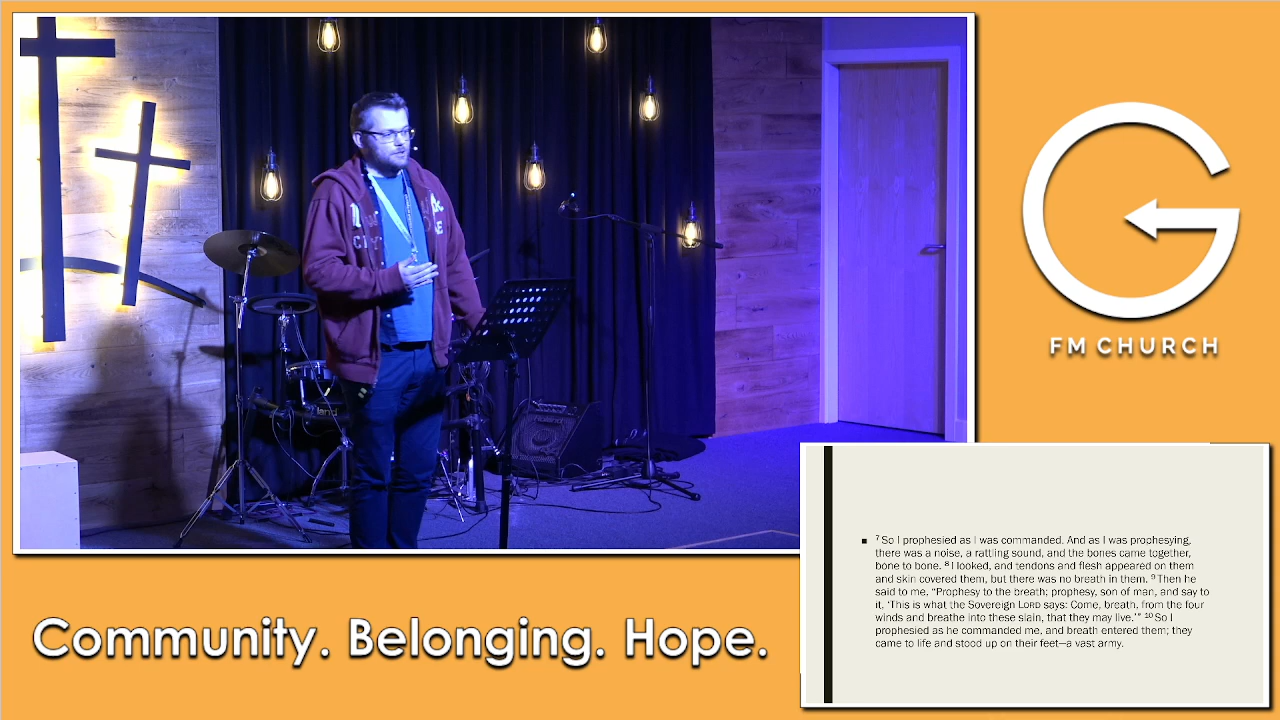 FM CHURCH
Roland
⁷ So I prophesied as I was commanded. And as I was prophesying,
there was a noise, a rattling sound, and the bones came together,
bone to bone. ⁸ I looked, and tendons and flesh appeared on them
and skin covered them, but there was no breath in them. ⁹ Then he
said to me, “Prophesy to the breath; prophesy, son of man, and say to
it, ‘This is what the Sovereign LORD says: Come, breath, from the four
winds and breathe into these slain, that they may live.’” ¹⁰ So I
prophesied as he commanded me, and breath entered them; they
came to life and stood up on their feet—a vast army.
Community. Belonging. Hope.